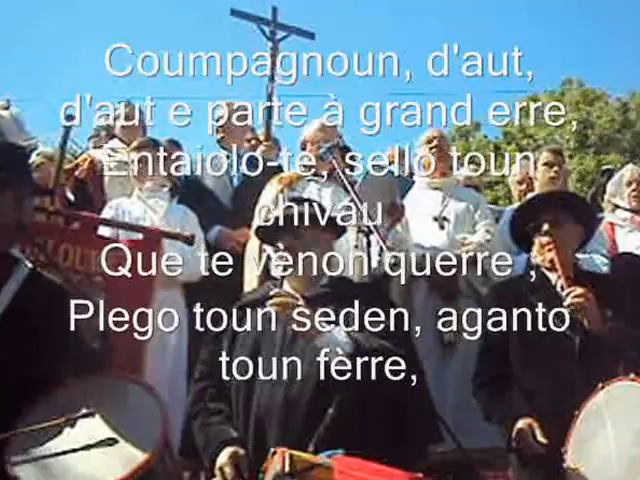 Coumpagnoun, d'aut,
d'aut e parte à grand erre,
Entaiolo-te, sello toun
chivau
Que te vènon querre ,
Plego toun seden, aganto
toun fèrre,